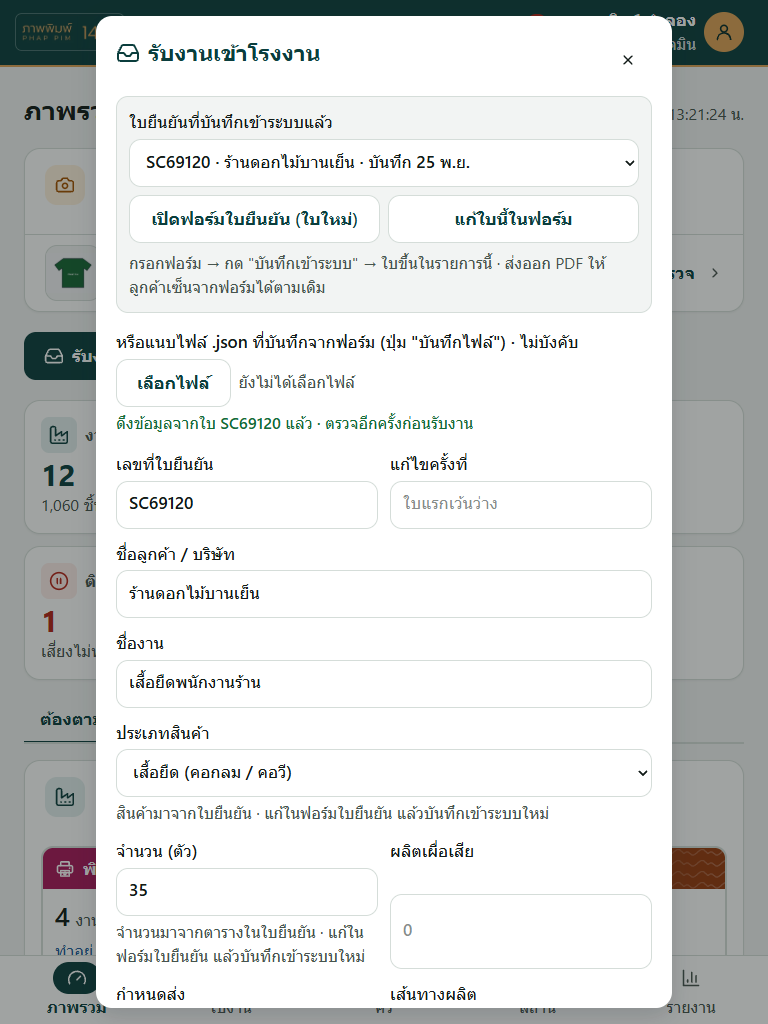 ภาพพิมพ์
PHAP PIM
รับงานเข้าโรงงาน
×
ใบยืนยันที่บันทึกเข้าระบบแล้ว
SC69120 · ร้านดอกไม้บานเย็น · บันทึก 25 พ.ย.
เปิดฟอร์มใบยืนยัน (ใบใหม่)
แก้ใบนี้ในฟอร์ม
กรอกฟอร์ม → กด "บันทึกเข้าระบบ" → ใบขึ้นในรายการนี้ · ส่งออก PDF ให้
ลูกค้าเซ็นจากฟอร์มได้ตามเดิม
หรือแนบไฟล์ .json ที่บันทึกจากฟอร์ม (ปุ่ม "บันทึกไฟล์") · ไม่บังคับ
เลือกไฟล์
ยังไม่ได้เลือกไฟล์
ดึงข้อมูลจากใบ SC69120 แล้ว · ตรวจอีกครั้งก่อนรับงาน
เลขที่ใบยืนยัน
แก้ไขครั้งที่
SC69120
ใบแรกเว้นว่าง
ชื่อลูกค้า / บริษัท
ร้านดอกไม้บานเย็น
ชื่องาน
เสื้อยืดพนักงานร้าน
ประเภทสินค้า
เสื้อยืด (คอกลม / คอวี)
สินค้ามาจากใบยืนยัน · แก้ในฟอร์มใบยืนยัน แล้วบันทึกเข้าระบบใหม่
จำนวน (ตัว)
ผลิตเผื่อเสีย
35
0
จำนวนมาจากตารางในใบยืนยัน · แก้ใน
ฟอร์มใบยืนยัน แล้วบันทึกเข้าระบบใหม่
กำหนดส่ง
เส้นทางผลิต
13:21:24 น.
12
1
4
ภาพรวม
รายงาน